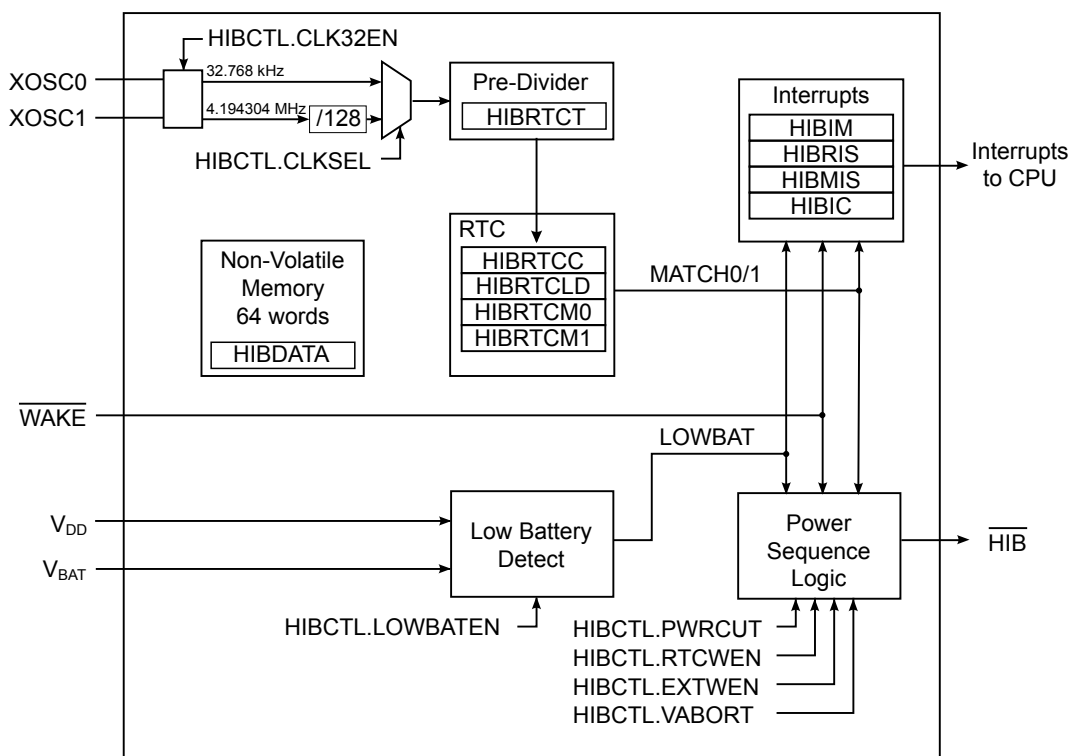 HIBCTL.CLK32EN
XOSC0
XOSC1
32.768 kHz
4.194304 MHz
/128
HIBCTL.CLKSEL
Pre-Divider
HIBRTCT
Interrupts
HIBIM
HIBRIS
HIBMIS
HIBIC
Interrupts
to CPU
RTC
HIBRTCC
HIBRTCLD
HIBRTCM0
HIBRTCM1
MATCH0/1
Non-Volatile
Memory
64 words
HIBDATA
WAKE
LOWBAT
VDD
VBAT
Low Battery
Detect
HIBCTL.LOWBATEN
Power
Sequence
Logic
HIB
HIBCTL.PWRCUT
HIBCTL.RTCWEN
HIBCTL.EXTWEN
HIBCTL.VABORT